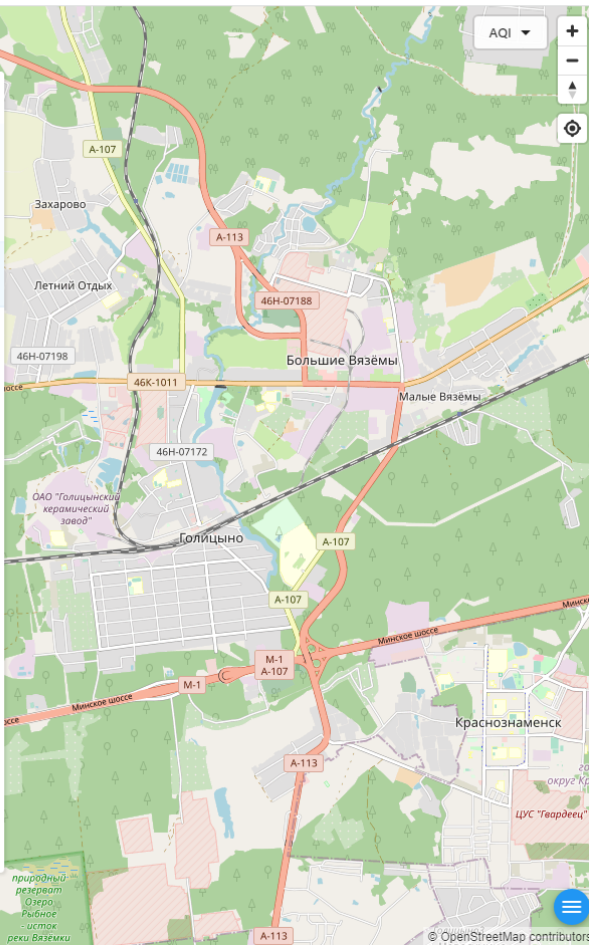 AQI
А-107
Захарово
А-113
Летний Отдых
46Н-07188
46Н-07198
Большие Вязёмы
46К-1011
шоссе
Малые Вязёмы
46Н-07172
ОАО "Голицынский
керамический
завод"
Голицыно
А-107
А-107
Минское шоссе
М-1
А-107
М-1
Минское шоссе
шоссе
Краснознаменск
А-113
округ
ЦУС "Гвардеец"
природный
резерват
Озеро
Рыбное
- исток
реки Вязёмки
А-113
© OpenStreetMap contributors